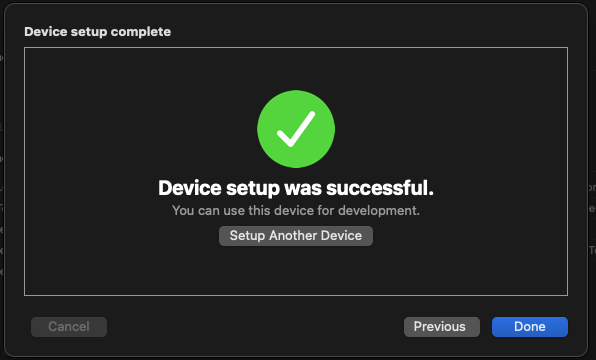 Device setup complete
Device setup was successful.
You can use this device for development.
Setup Another Device
Cancel
Previous
Done